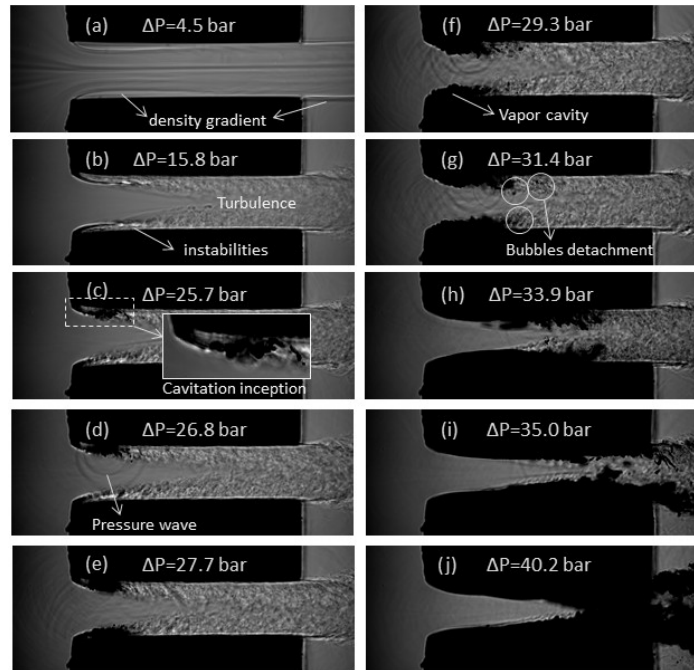 (a) ΔP=4.5 bar
density gradient
(b) ΔP=15.8 bar
Turbulence
instabilities
(c) ΔP=25.7 bar
Cavitation inception
(d) ΔP=26.8 bar
Pressure wave
(e) ΔP=27.7 bar
(f) ΔP=29.3 bar
Vapor cavity
(g) ΔP=31.4 bar
Bubbles detachment
(h) ΔP=33.9 bar
(i) ΔP=35.0 bar
(j) ΔP=40.2 bar